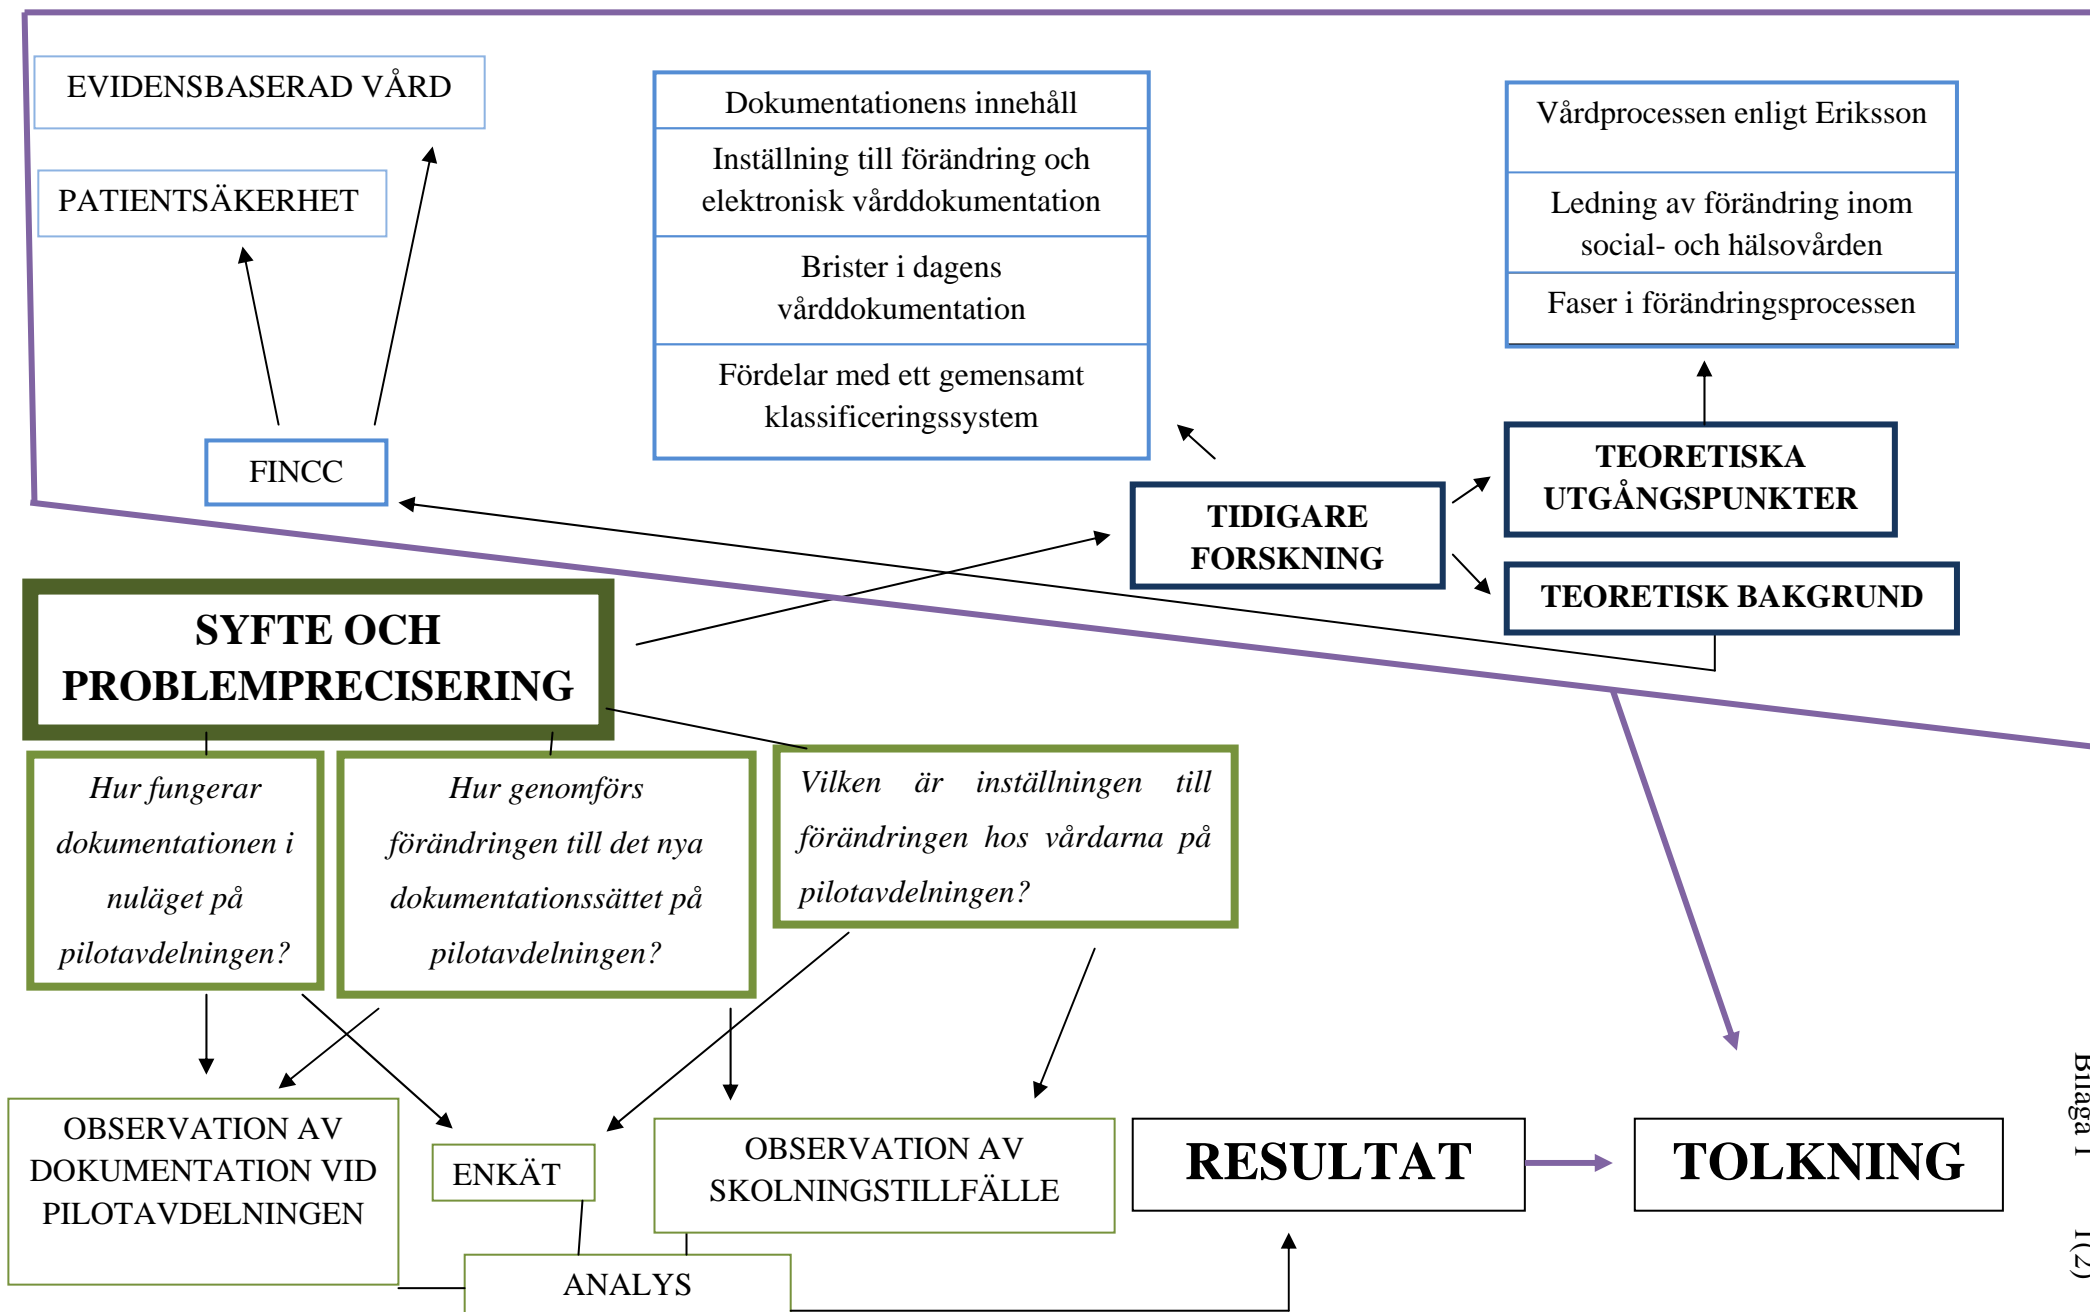 EVIDENSBASERAD VÅRD
PATIENTSÄKERHET
FINCC
Dokumentationens innehåll
Inställning till förändring och
elektronisk vårddokumentation
Brister i dagens
vårddokumentation
Fördelar med ett gemensamt
klassificeringssystem
Vårdprocessen enligt Eriksson
Ledning av förändring inom
social- och hälsovården
Faser i förändringsprocessen
TEORETISKA
UTGÅNGSPUNKTER
TIDIGARE
FORSKNING
TEORETISK BAKGRUND
SYFTE OCH
PROBLEMPRECISERING
Hur fungerar
dokumentationen i
nuläget på
pilotavdelningen?
Hur genomförs
förändringen till det nya
dokumentationssättet på
pilotavdelningen?
Vilken är inställningen till
förändringen hos vårdarna på
pilotavdelningen?
OBSERVATION AV
DOKUMENTATION VID
PILOTAVDELNINGEN
ENKÄT
OBSERVATION AV
SKOLNINGSTILLFÄLLE
ANALYS
RESULTAT
TOLKNING
Bilaga 1 1(2)